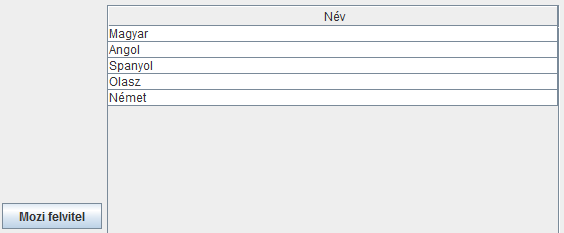 Név
Magyar
Angol
Spanyol
Olasz
Német
Mozi felvitel